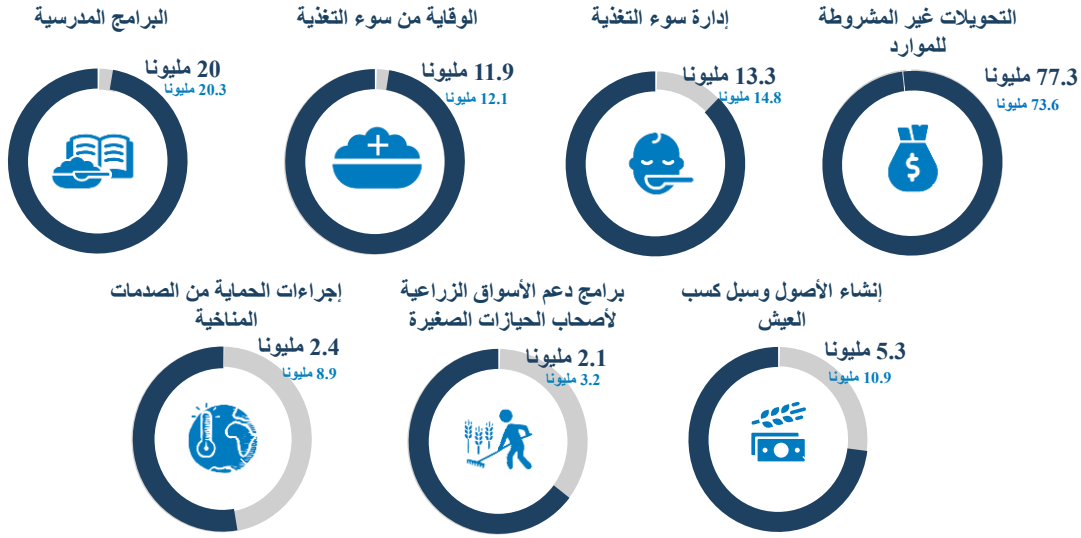 التحويلات غير المشروطة
للموارد
77.3 مليونا
73.6 مليونا
إدارة سوء التغذية
13.3 مليونا
14.8 مليونا
الوقاية من سوء التغذية
11.9 مليونا
12.1 مليونا
البرامج المدرسية
20 مليونا
20.3 مليونا
إنشاء الأصول وسبل كسب
العيش
5.3 مليونا
10.9 مليونا
برامج دعم الأسواق الزراعية
لأصحاب الحيازات الصغيرة
2.1 مليونا
3.2 مليونا
إجراءات الحماية من الصدمات
المناخية
2.4 مليونا
8.9 مليونا